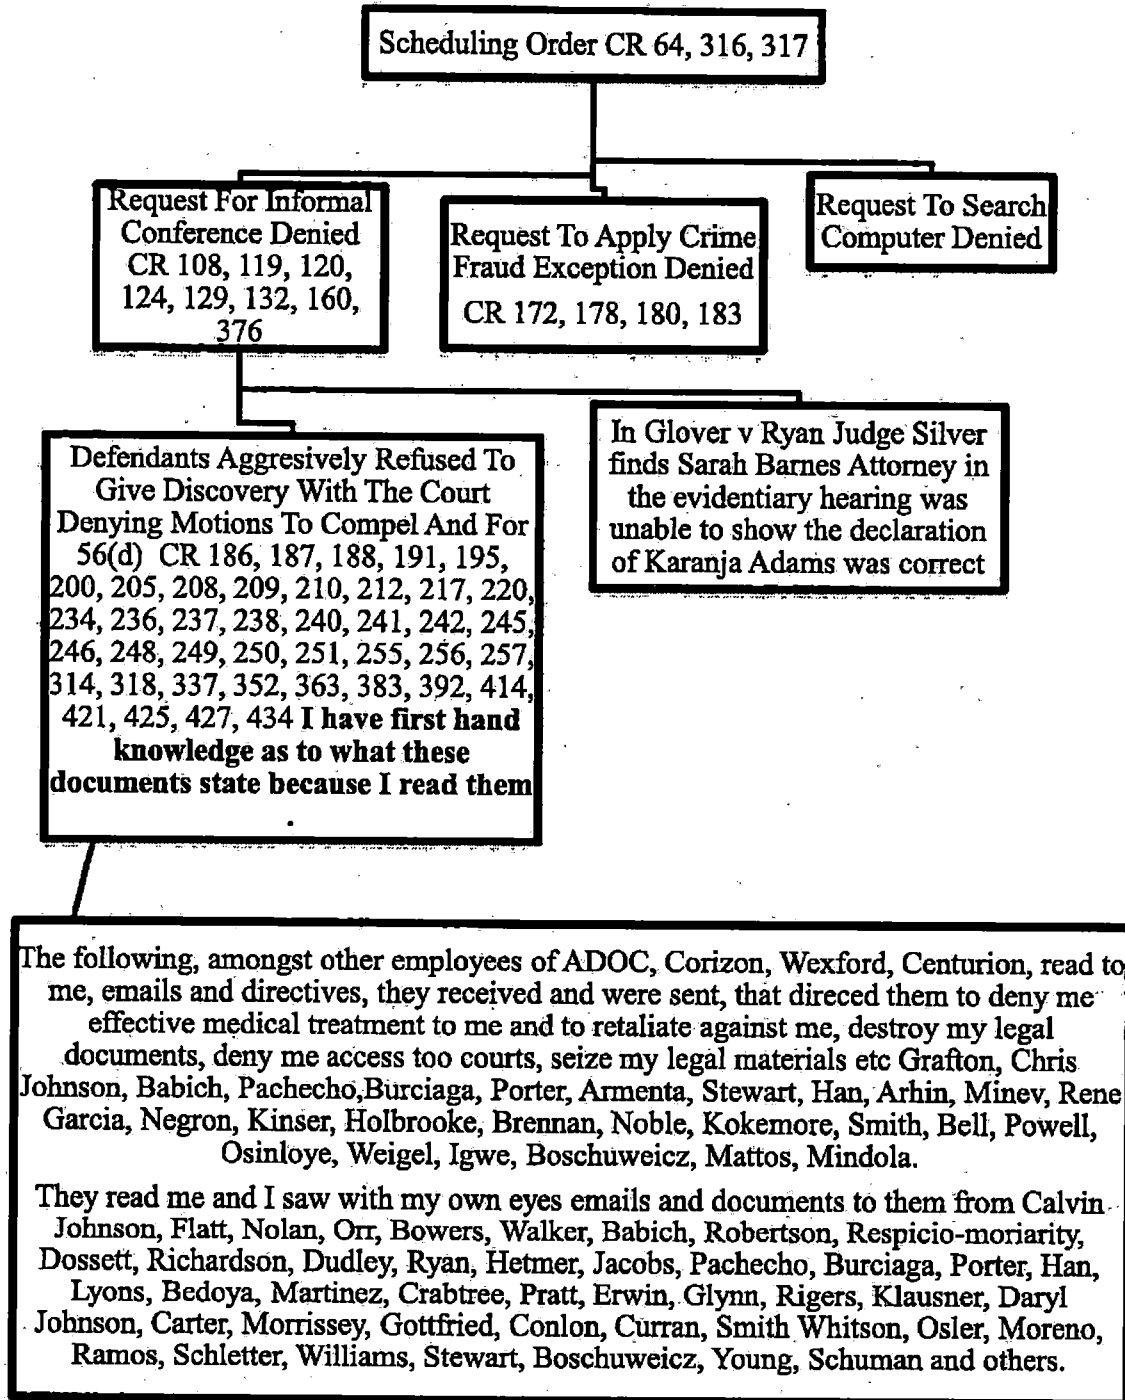 Scheduling Order CR 64, 316, 317
Request For Informal
Conference Denied
CR 108, 119, 120,
124, 129, 132, 160,
376
Request To Apply Crime
Fraud Exception Denied
CR 172, 178, 180, 183
Request To Search
Computer Denied
Defendants Aggresively Refused To
Give Discovery With The Court
Denying Motions To Compel And For
56(d) CR 186, 187, 188, 191, 195,
200, 205, 208, 209, 210, 212, 217, 220,
234, 236, 237, 238, 240, 241, 242, 245,
246, 248, 249, 250, 251, 255, 256, 257,
314, 318, 337, 352, 363, 383, 392, 414,
421, 425, 427, 434 I have first hand
knowledge as to what these
documents state because I read them
.
In Glover v Ryan Judge Silver
finds Sarah Barnes Attorney in
the evidentiary hearing was
unable to show the declaration
of Karanja Adams was correct
The following, amongst other employees of ADOC, Corizon, Wexford, Centurion, read to
me, emails and directives, they received and were sent, that direced them to deny me
effective medical treatment to me and to retaliate against me, destroy my legal
documents, deny me access too courts, seize my legal materials etc Grafton, Chris
Johnson, Babich, Pachecho,Burciaga, Porter, Armenta, Stewart, Han, Arhin, Minev, Rene
Garcia, Negron, Kinser, Holbrooke, Brennan, Noble, Kokemore, Smith, Bell, Powell,
Osinloye, Weigel, Igwe, Boschuweicz, Mattos, Mindola.
They read me and I saw with my own eyes emails and documents to them from Calvin
Johnson, Flatt, Nolan, Orr, Bowers, Walker, Babich, Robertson, Respicio-moriarity,
Dossett, Richardson, Dudley, Ryan, Hetmer, Jacobs, Pachecho, Burciaga, Porter, Han,
Lyons, Bedoya, Martinez, Crabtree, Pratt, Erwin, Glynn, Rigers, Klausner, Daryl
Johnson, Carter, Morrissey, Gottfried, Conlon, Curran, Smith Whitson, Osler, Moreno,
Ramos, Schletter, Williams, Stewart, Boschuweicz, Young, Schuman and others.